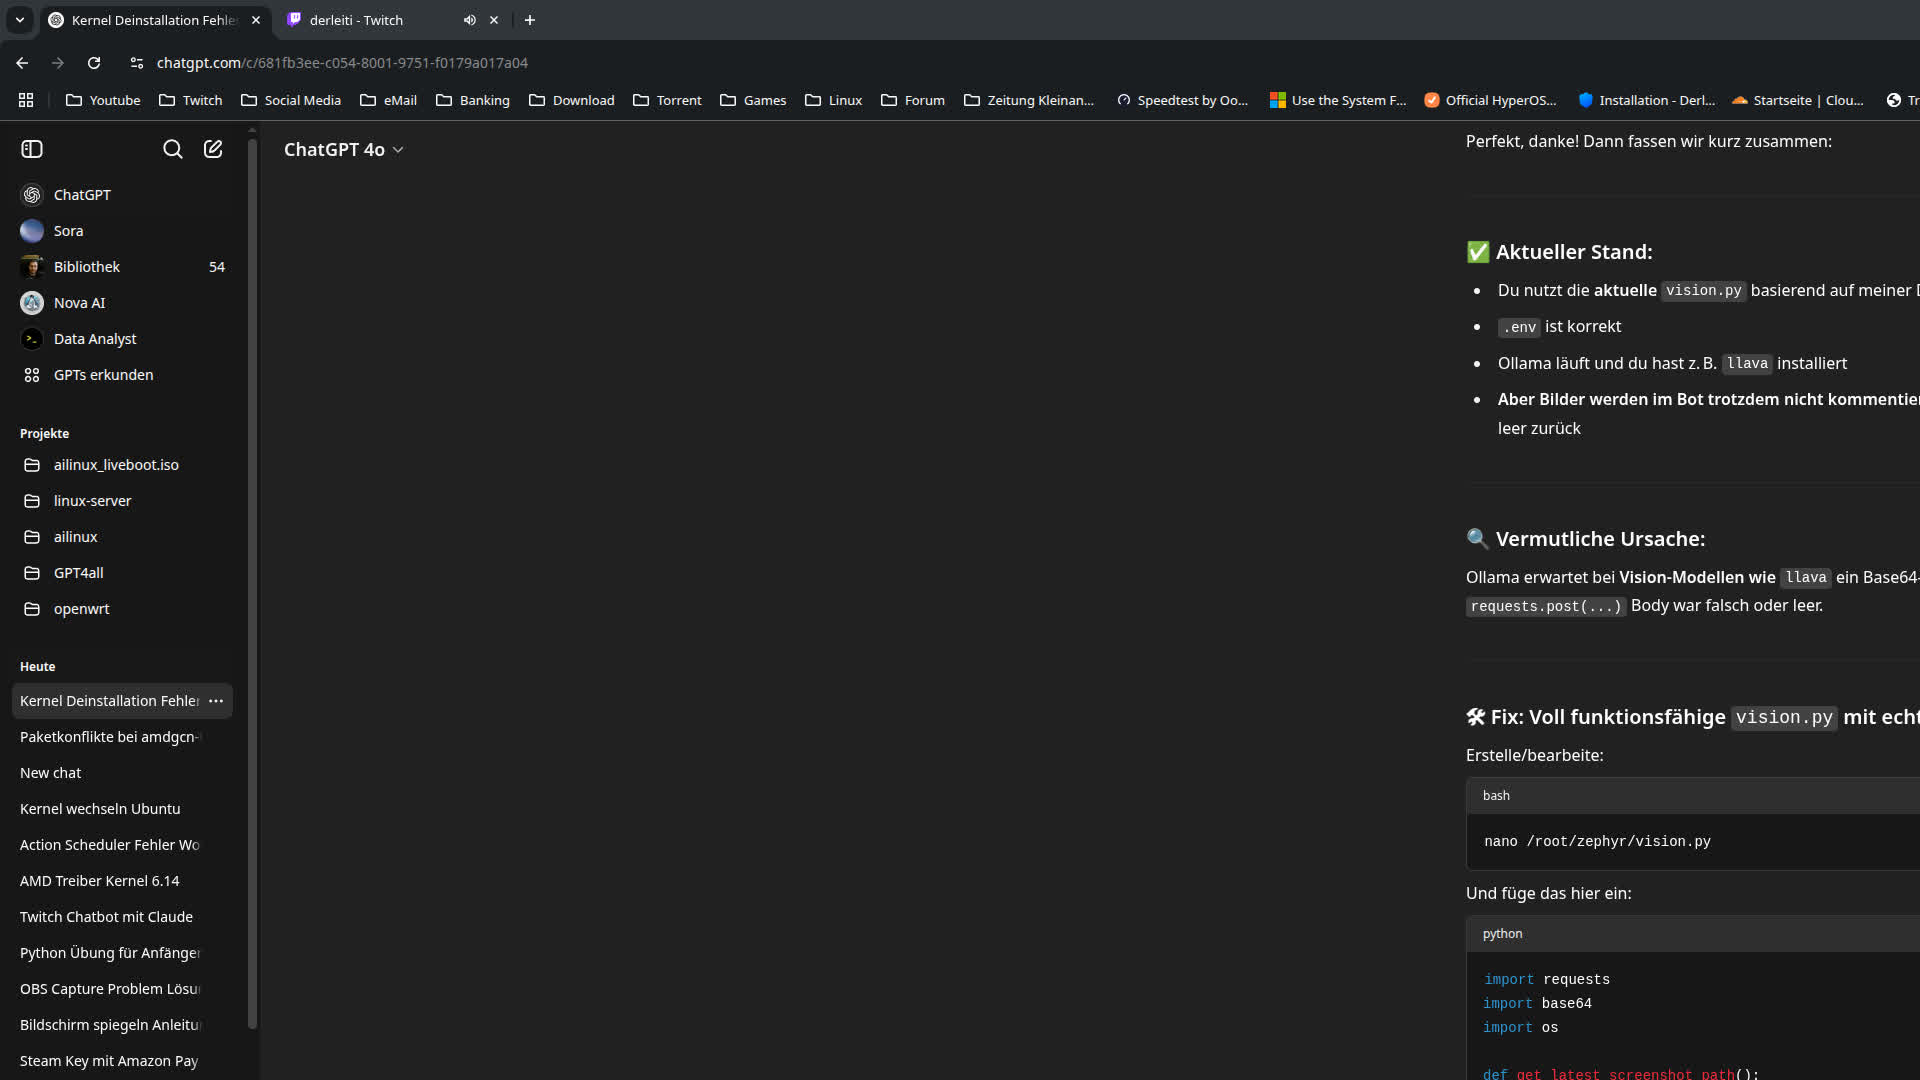 Kernel Deinstallation Fehle
derleiti - Twitch
chatgpt.com/c/681fb3ee-c054-8001-9751-f0179a017a04
Youtube
Twitch
Social Media
eMail
Banking
Download
Torrent
Games
Linux
Forum
Zeitung Kleinan...
Speedtest by Oo...
Use the System F...
Official HyperOS...
Installation - Derl...
Startseite | Clou...
Tr
ChatGPT 4o
ChatGPT
Sora
Bibliothek 54
Nova AI
Data Analyst
GPTs erkunden
Projekte
ailinux_liveboot.iso
linux-server
ailinux
GPT4all
openwrt
Heute
Kernel Deinstallation Fehler
Paketkonflikte bei amdgcn-
New chat
Kernel wechseln Ubuntu
Action Scheduler Fehler Wo
AMD Treiber Kernel 6.14
Twitch Chatbot mit Claude
Python Übung für Anfänger
OBS Capture Problem Lösu
Bildschirm spiegeln Anleitu
Steam Key mit Amazon Pay
Perfekt, danke! Dann fassen wir kurz zusammen:
✅ Aktueller Stand:
• Du nutzt die aktuelle vision.py basierend auf meiner
• .env ist korrekt
• Ollama läuft und du hast z. B. llava installiert
• Aber Bilder werden im Bot trotzdem nicht kommentier
leer zurück
🔍 Vermutliche Ursache:
Ollama erwartet bei Vision-Modellen wie llava ein Base64-
requests.post(...) Body war falsch oder leer.
🛠 Fix: Voll funktionsfähige vision.py mit echt
Erstelle/bearbeite:
bash
nano /root/zephyr/vision.py
Und füge das hier ein:
python
import requests
import base64
import os
def get_latest_screenshot_path():